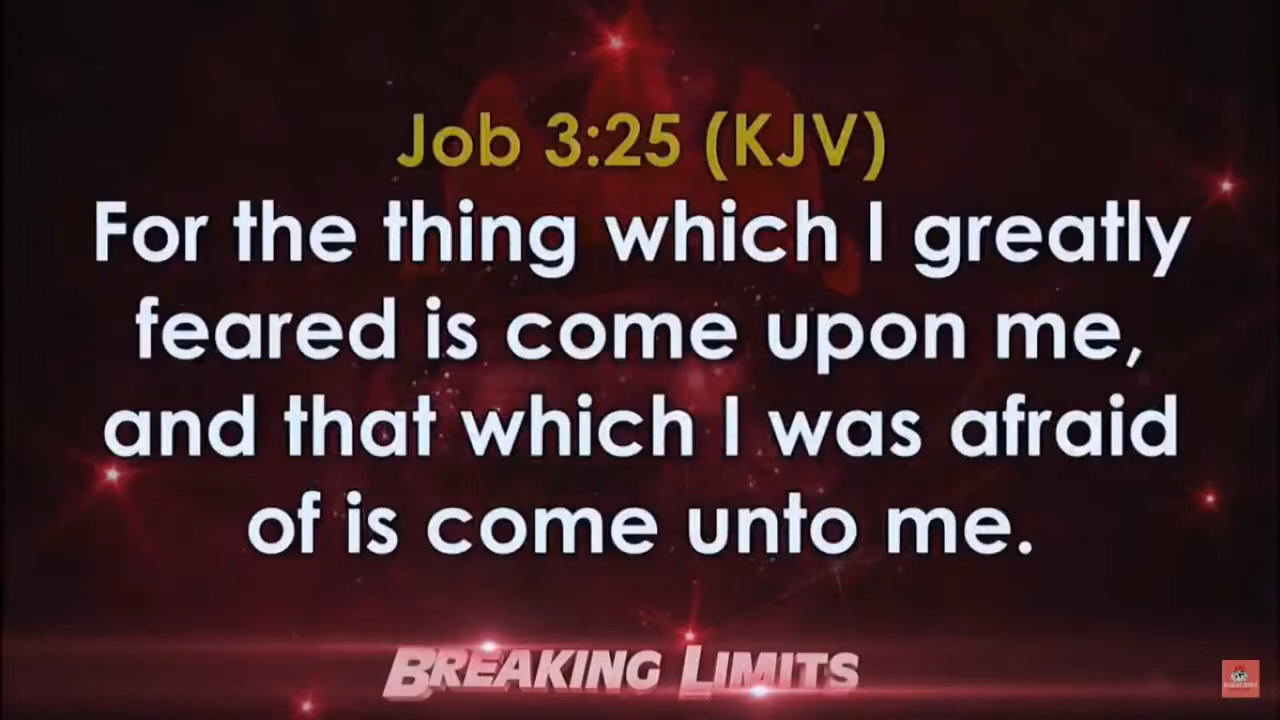 Job 3:25 (KJV)
For the thing which I greatly
feared is come upon me,
and that which I was afraid
of is come unto me.
BREAKING LIMITS